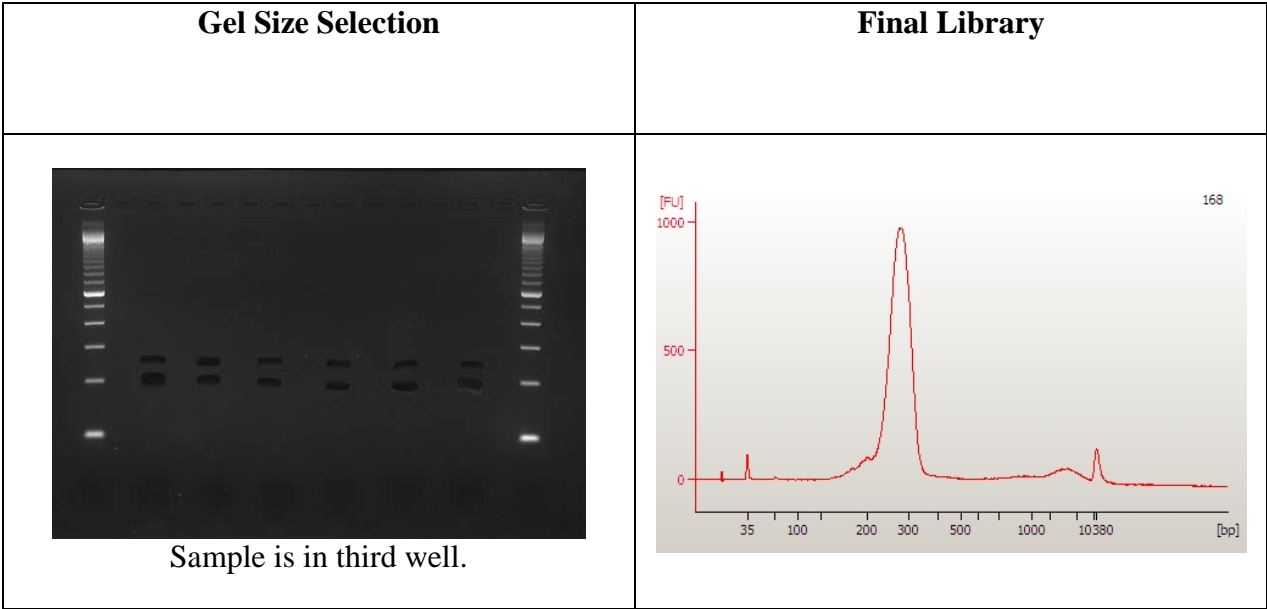 Gel Size Selection
Final Library
Sample is in third well.
[FU]
168
1000
500
0
35 100 200 300 500 1000 10380 [bp]